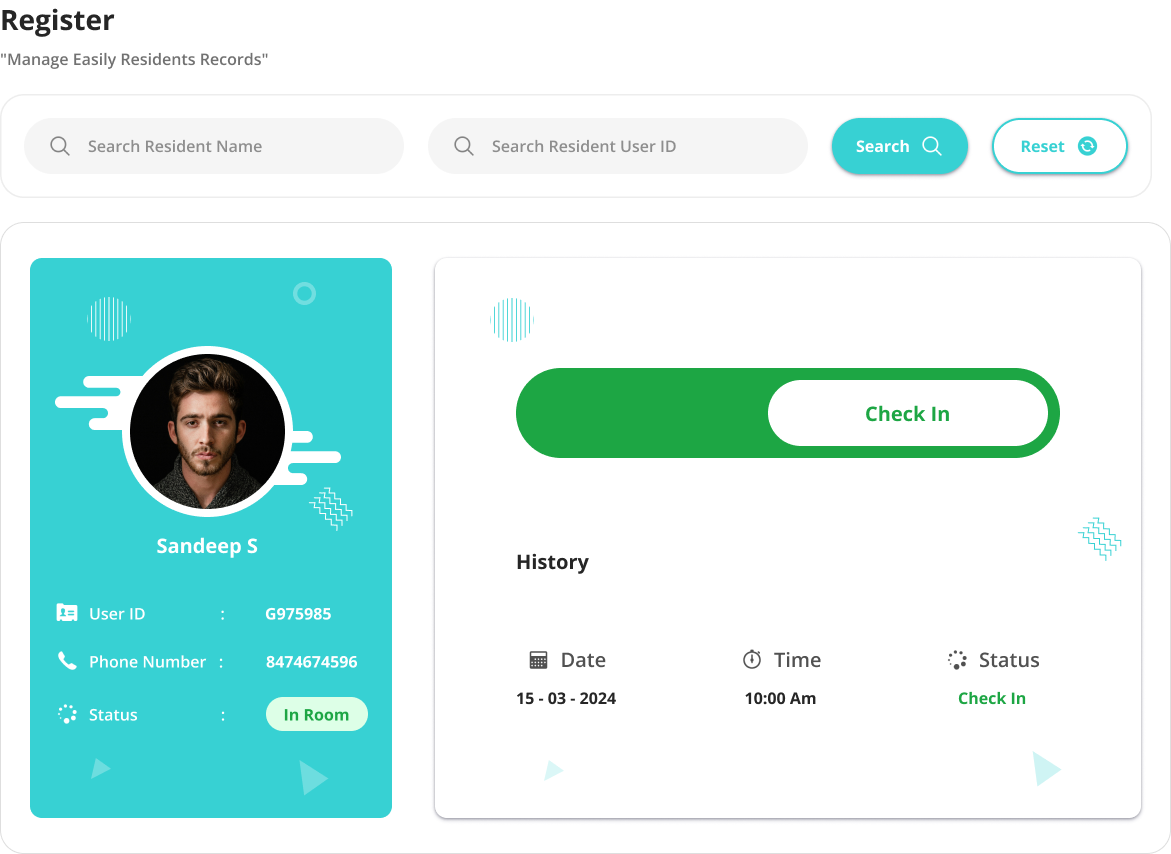 Register
"Manage Easily Residents Records"
Search Resident Name
Search Resident User ID
Search
Reset
Sandeep S
User ID : G975985
Phone Number : 8474674596
Status : In Room
Check In
History
Date Time Status
15 - 03 - 2024 10:00 Am Check In